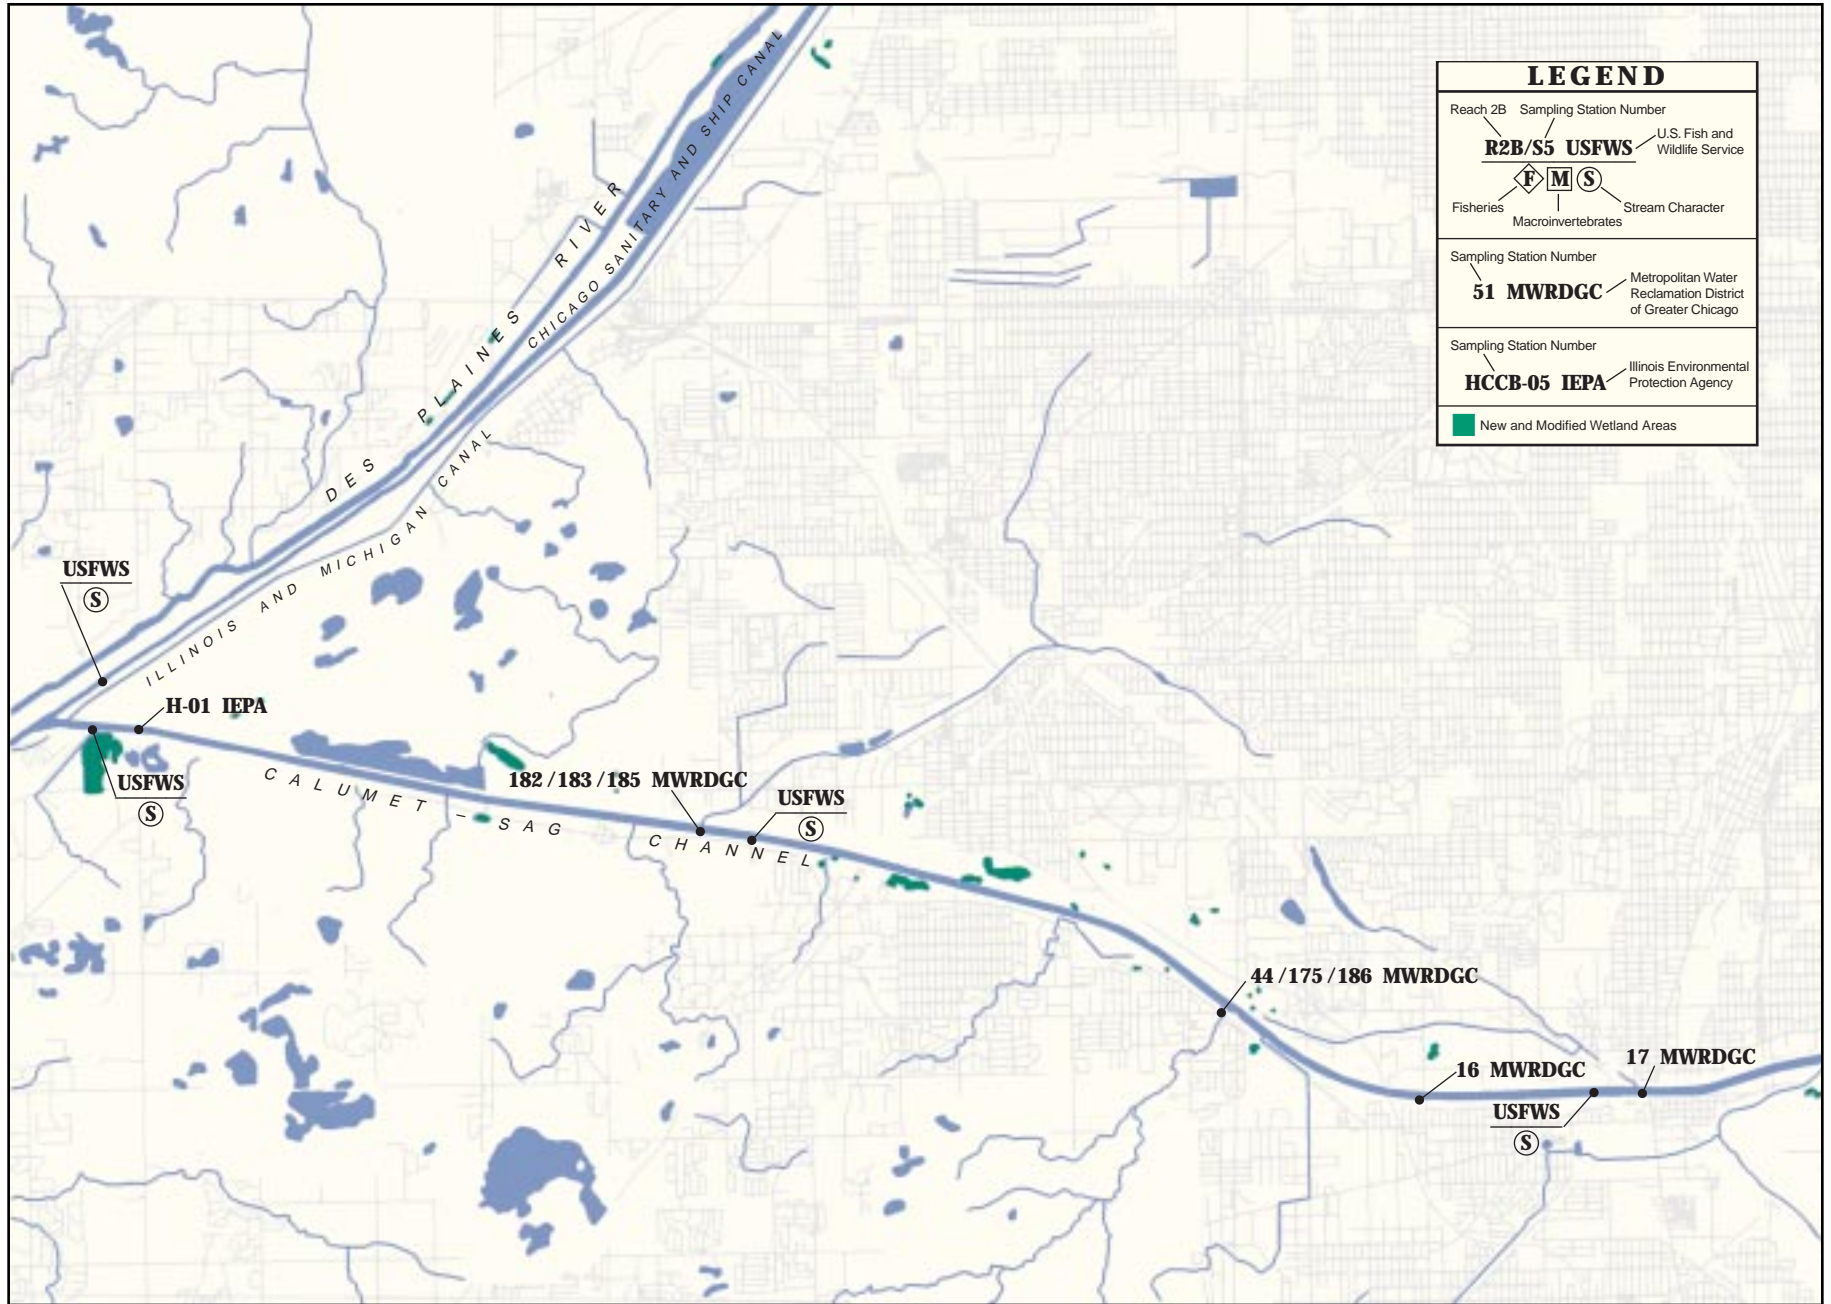 LEGEND
Reach 2B Sampling Station Number
R2B/S5 USFWS
U.S. Fish and
Wildlife Service
F M S
Fisheries
Stream Character
Macroinvertebrates
Sampling Station Number
51 MWRDGC
Metropolitan Water
Reclamation District
of Greater Chicago
Sampling Station Number
HCCB-05 IEPA
Illinois Environmental
Protection Agency
New and Modified Wetland Areas
DES PLAINES RIVER
CHICAGO SANITARY AND SHIP CANAL
ILLINOIS AND MICHIGAN CANAL
USFWS
S
H-01 IEPA
USFWS
S
CALUMET – SAG CHANNEL
182 / 183 / 185 MWRDGC
USFWS
S
44 / 175 / 186 MWRDGC
16 MWRDGC
17 MWRDGC
USFWS
S